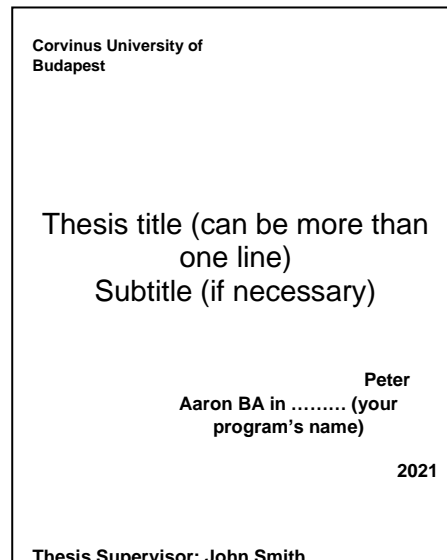 Corvinus University of
Budapest
Thesis title (can be more than
one line)
Subtitle (if necessary)
Peter
Aaron BA in ……… (your
program’s name)
2021
Thesis Supervisor: John Smith